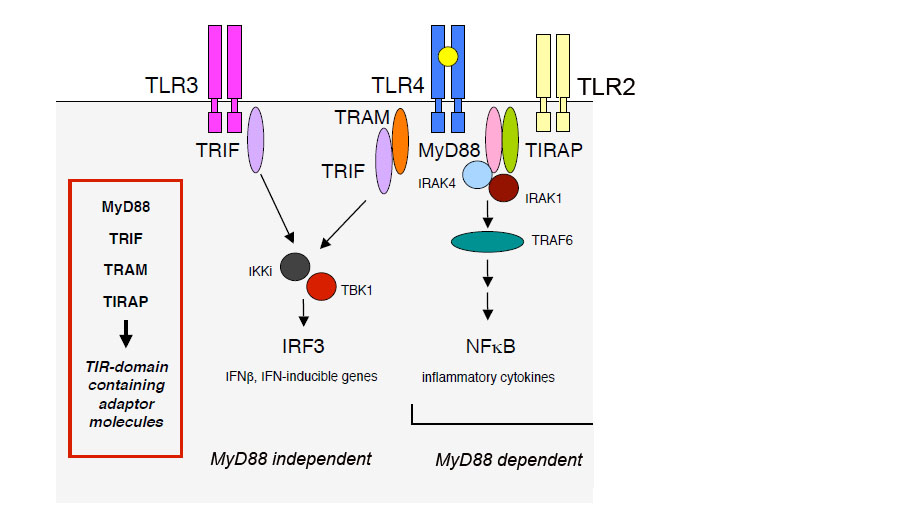 TLR3
TLR4
TLR2
TRIF
TRAM
TRIF
MyD88
TIRAP
IRAK4
IRAK1
TRAF6
IKKi
TBK1
IRF3
IFNβ, IFN-inducible genes
NFκB
inflammatory cytokines
MyD88 independent
MyD88 dependent
MyD88
TRIF
TRAM
TIRAP
TIR-domain
containing
adaptor
molecules